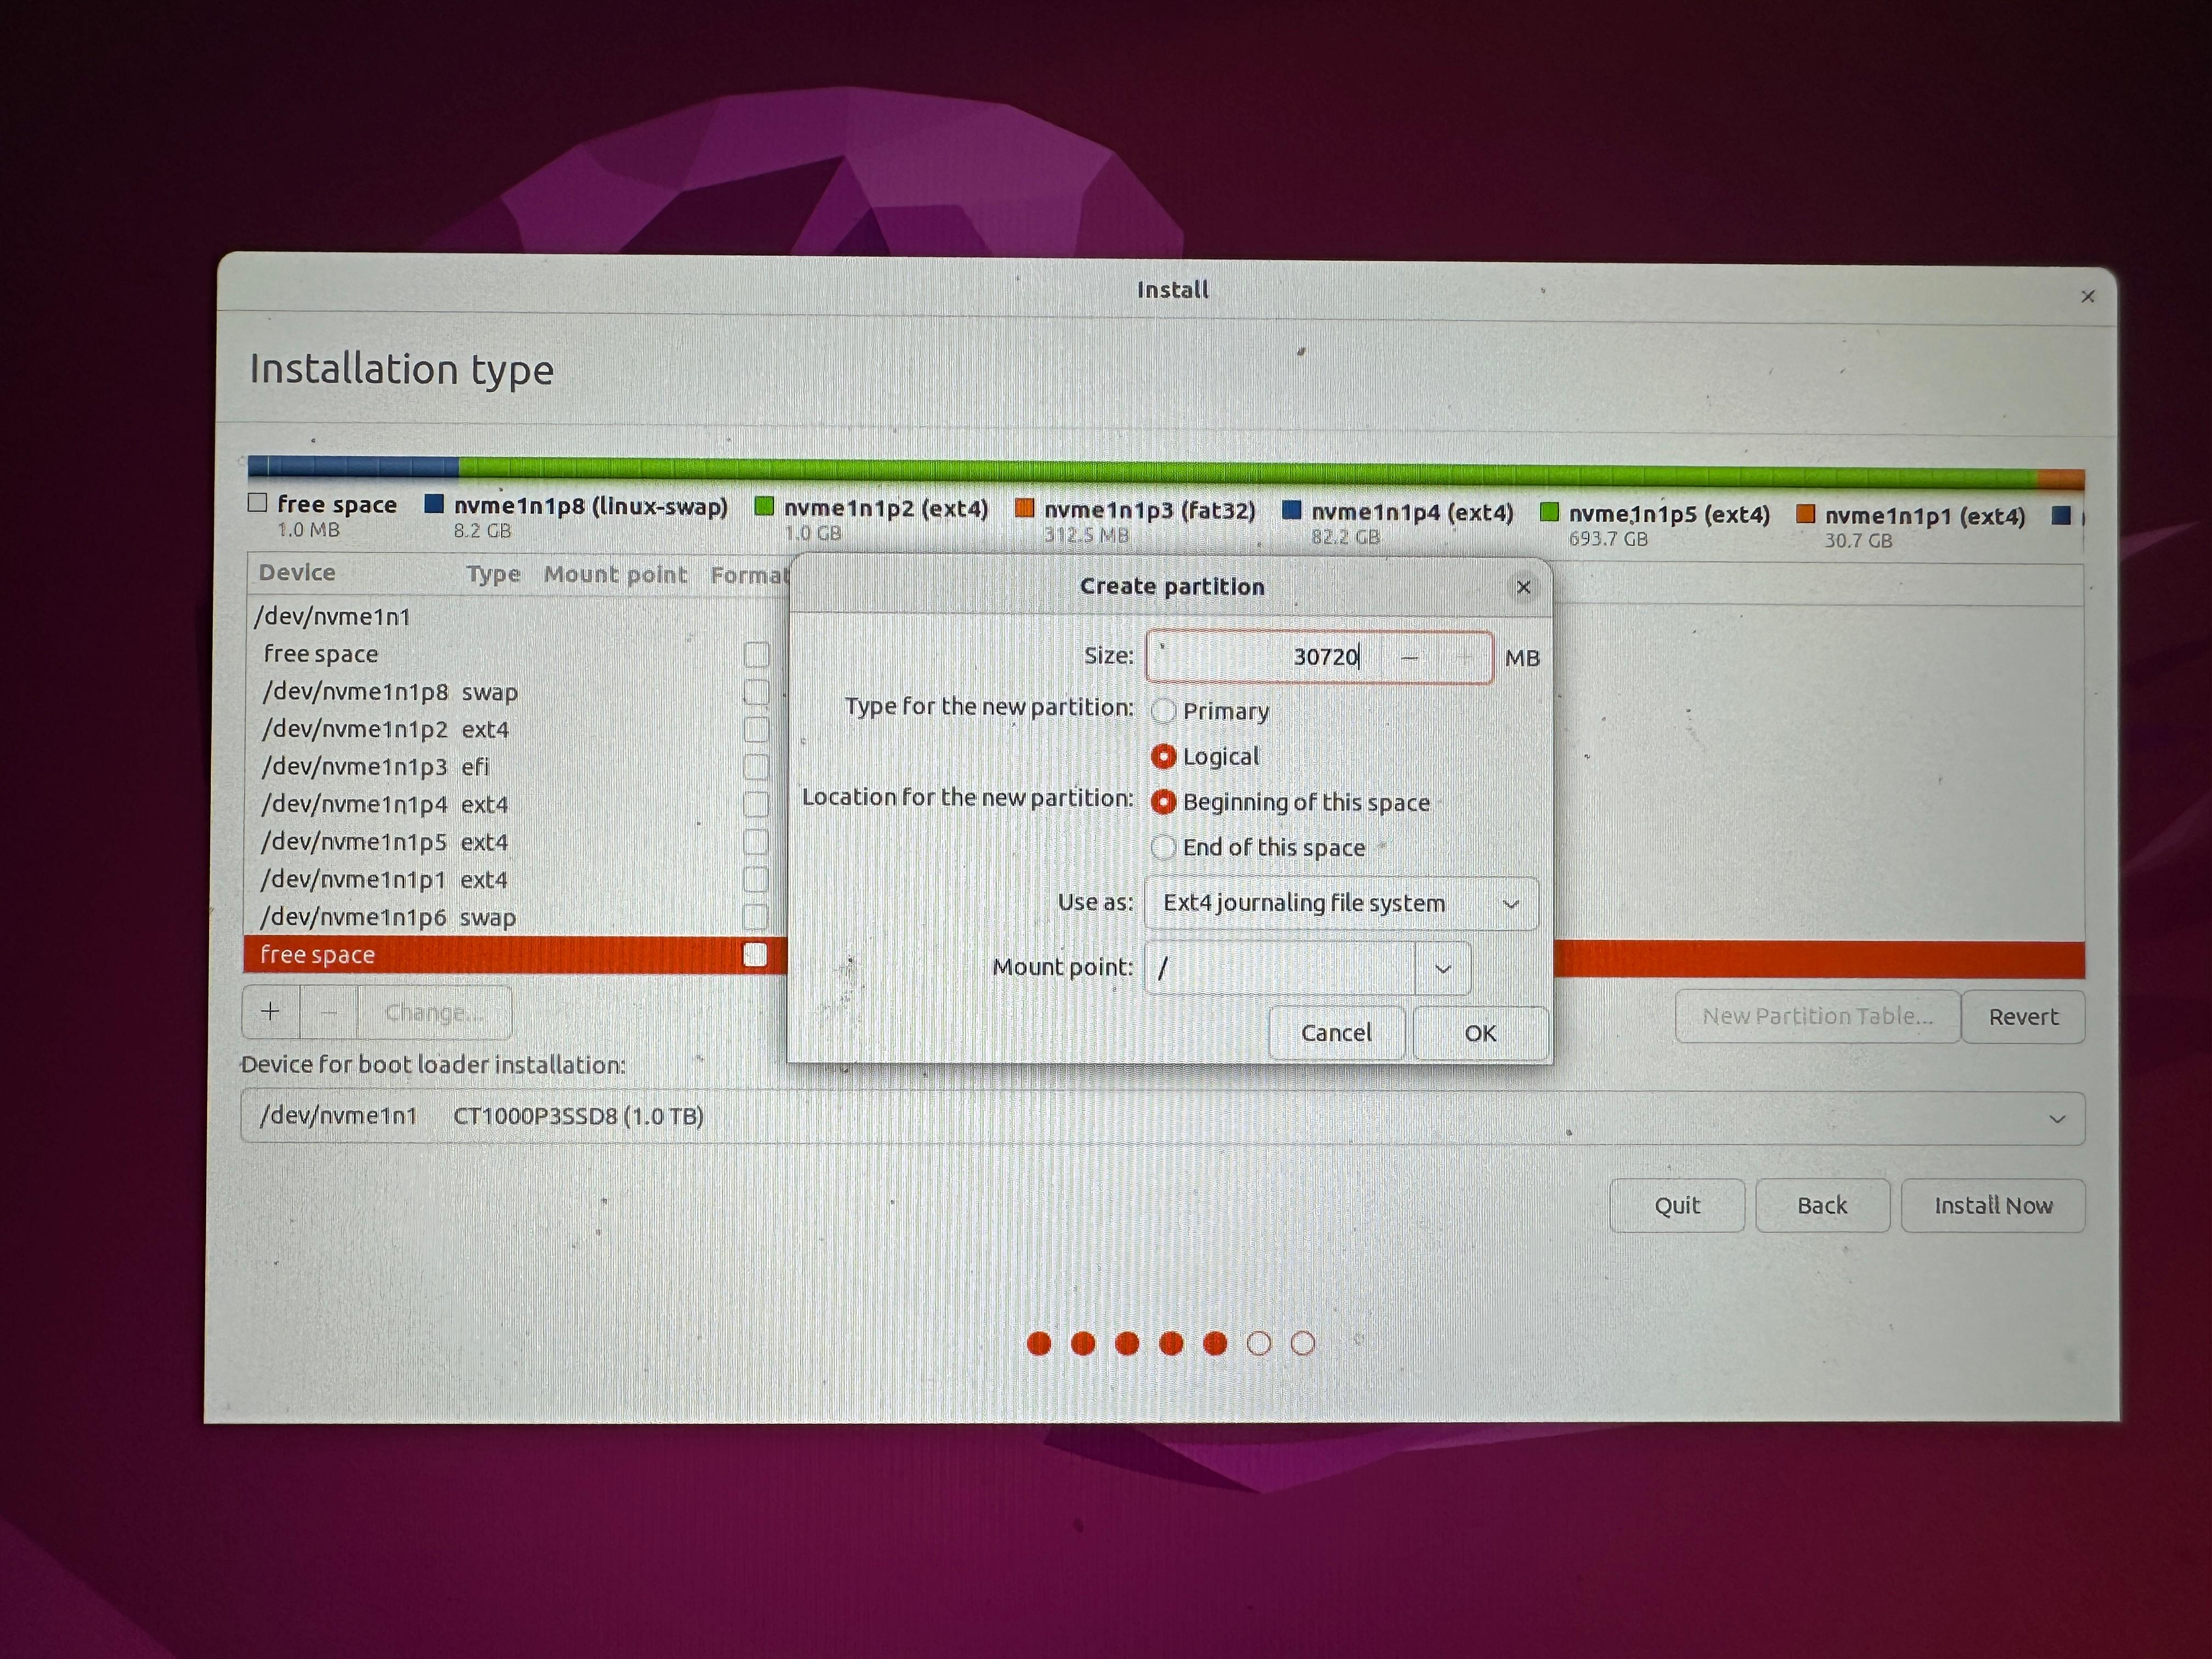 Install
Installation type
free space nvme1n1p8 (linux-swap) nvme1n1p2 (ext4) nvme1n1p3 (fat32) nvme1n1p4 (ext4) nvme1n1p5 (ext4) nvme1n1p1 (ext4)
1.0 MB 8.2 GB 1.0 GB 312.5 MB 82.2 GB 693.7 GB 30.7 GB
Device Type Mount point Format
/dev/nvme1n1
free space
/dev/nvme1n1p8 swap
/dev/nvme1n1p2 ext4
/dev/nvme1n1p3 efi
/dev/nvme1n1p4 ext4
/dev/nvme1n1p5 ext4
/dev/nvme1n1p1 ext4
/dev/nvme1n1p6 swap
free space
Create partition
Size: 30720 MB
Type for the new partition: Primary
Logical
Location for the new partition: Beginning of this space
End of this space
Use as: Ext4 journaling file system
Mount point: /
Cancel OK
+ − Change... New Partition Table... Revert
Device for boot loader installation:
/dev/nvme1n1 CT1000P3SSD8 (1.0 TB)
Quit Back Install Now